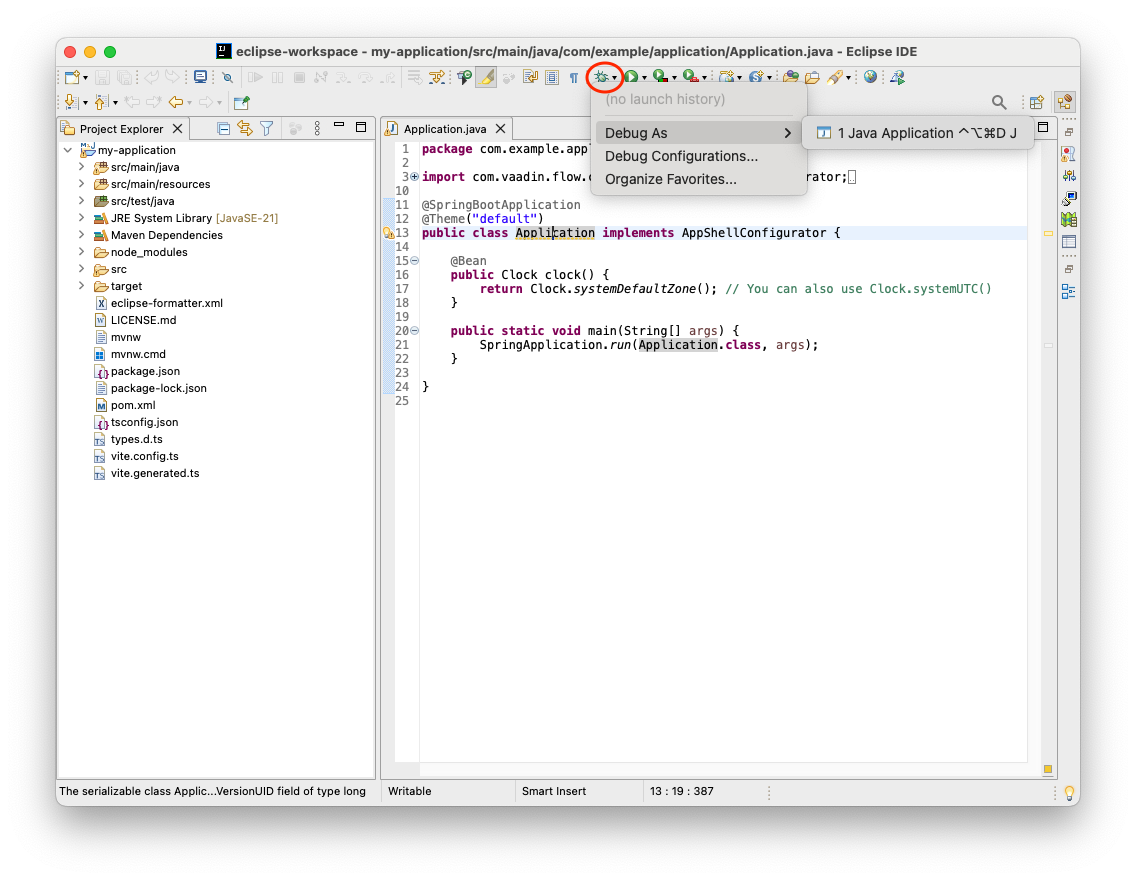 eclipse-workspace - my-application/src/main/java/com/example/application/Application.java - Eclipse IDE
(no launch history)
Debug As
Debug Configurations...
Organize Favorites...
1 Java Application ⌃⌥⌘D J
Project Explorer
my-application
src/main/java
src/main/resources
src/test/java
JRE System Library [JavaSE-21]
Maven Dependencies
node_modules
src
target
eclipse-formatter.xml
LICENSE.md
mvnw
mvnw.cmd
package.json
package-lock.json
pom.xml
tsconfig.json
types.d.ts
vite.config.ts
vite.generated.ts
Application.java
1 package com.example.appl
2
3 import com.vaadin.flow. urator;
10
11 @SpringBootApplication
12 @Theme("default")
13 public class Application implements AppShellConfigurator {
14
15 @Bean
16 public Clock clock() {
17 return Clock.systemDefaultZone(); // You can also use Clock.systemUTC()
18 }
19
20 public static void main(String[] args) {
21 SpringApplication.run(Application.class, args);
22 }
23
24 }
25
The serializable class Applic...VersionUID field of type long
Writable
Smart Insert
13 : 19 : 387